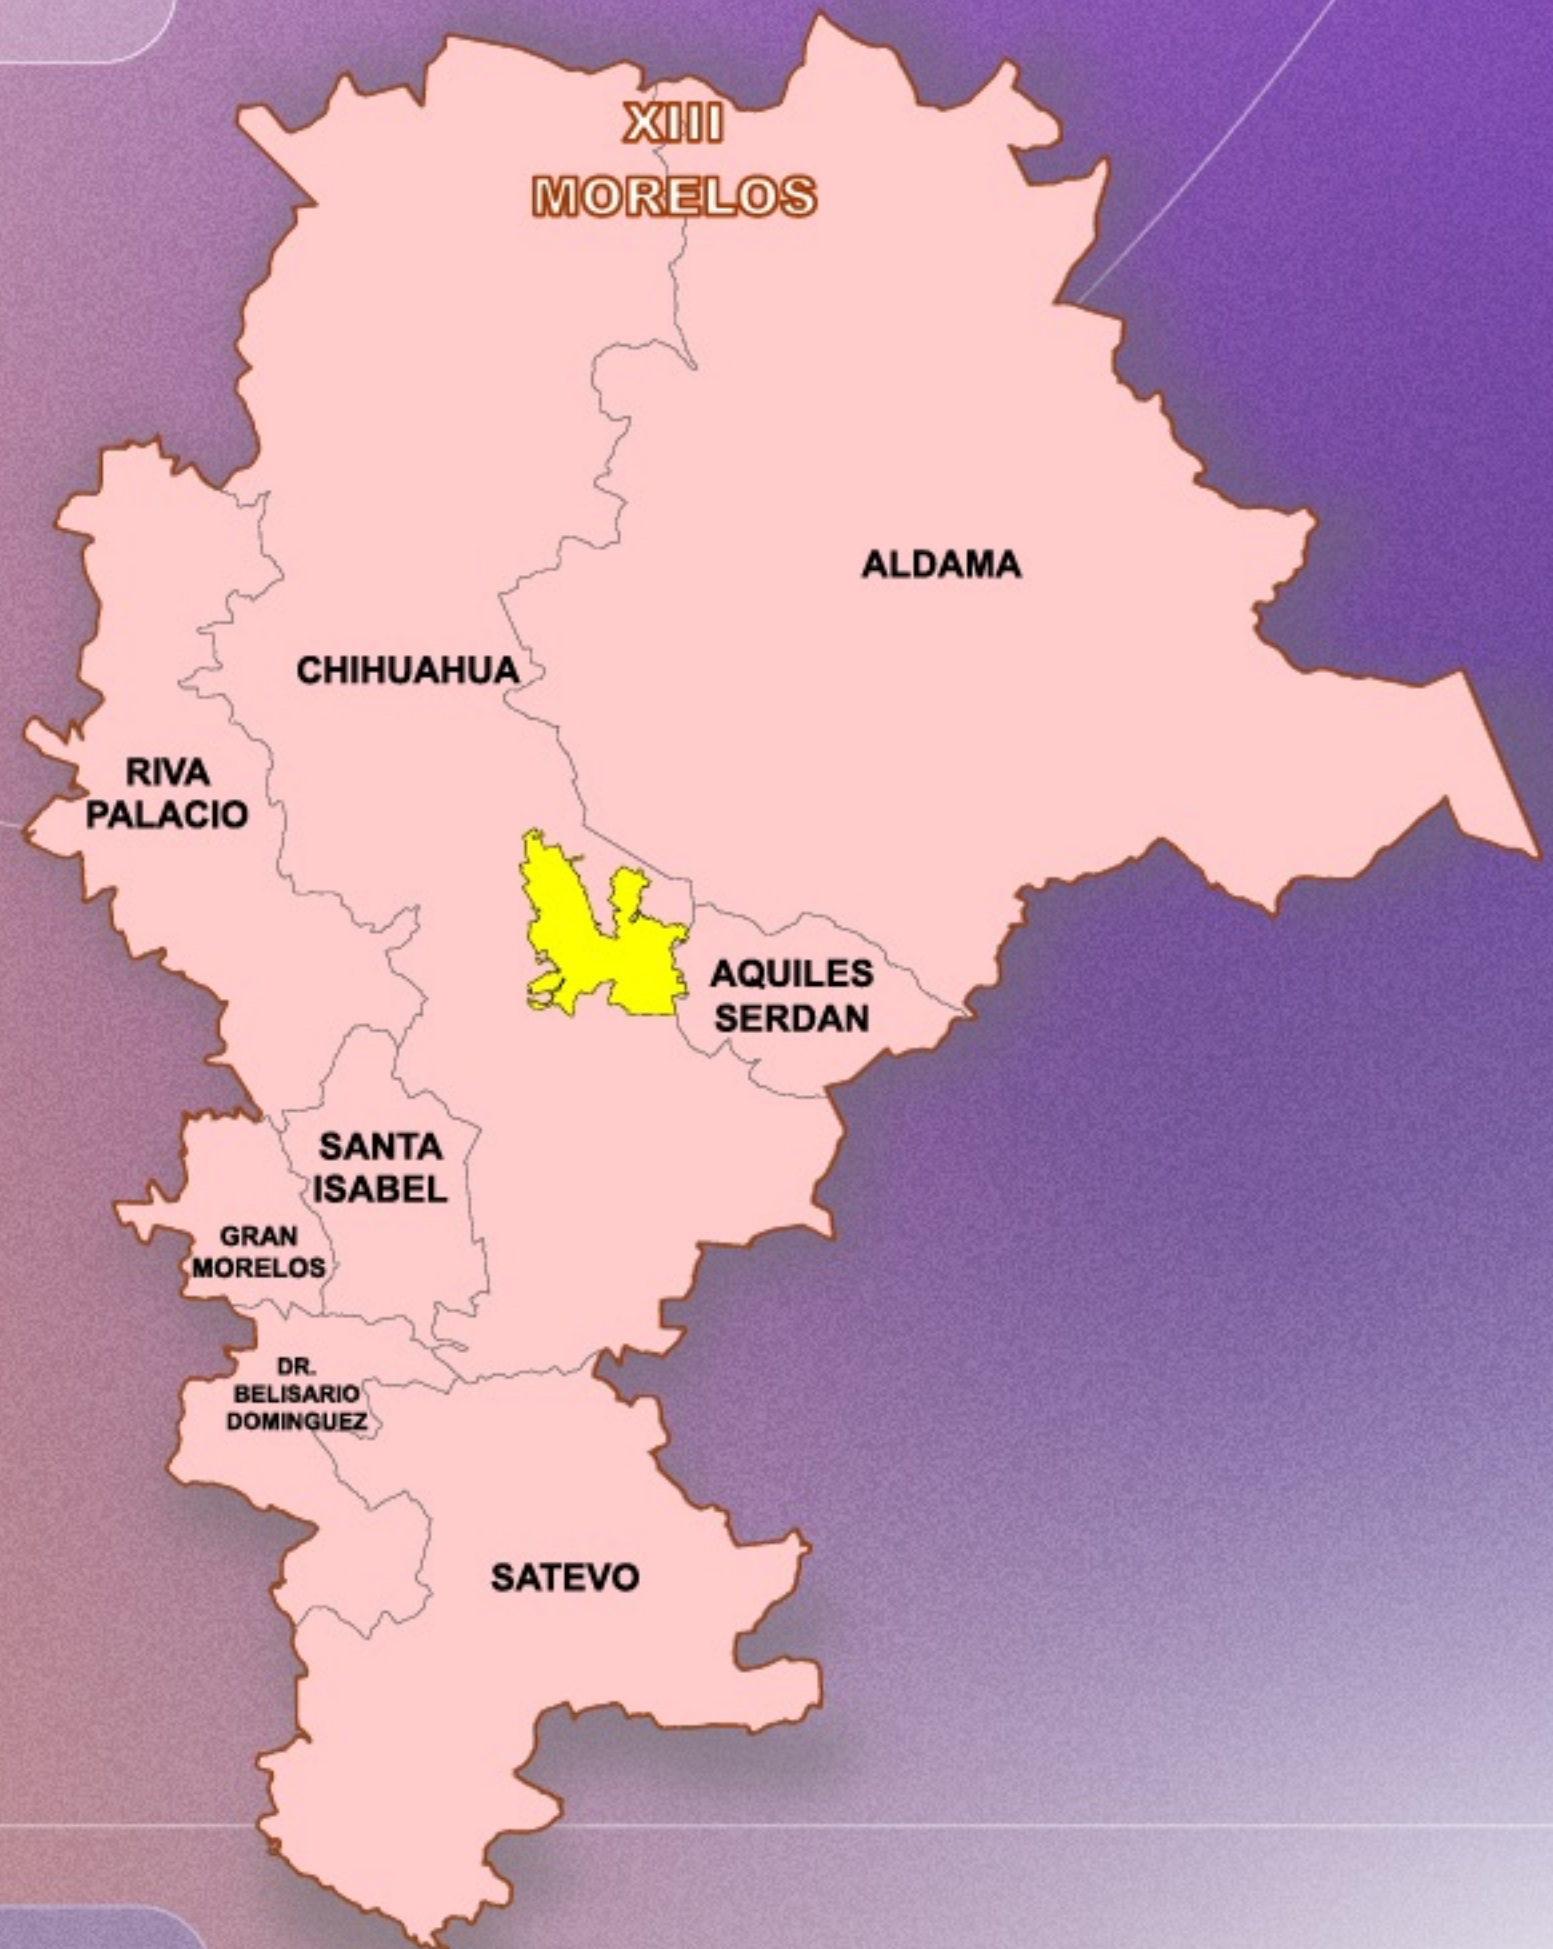 XIII
MORELOS
ALDAMA
CHIHUAHUA
RIVA
PALACIO
AQUILES
SERDAN
SANTA
ISABEL
GRAN
MORELOS
DR.
BELISARIO
DOMINGUEZ
SATEVO